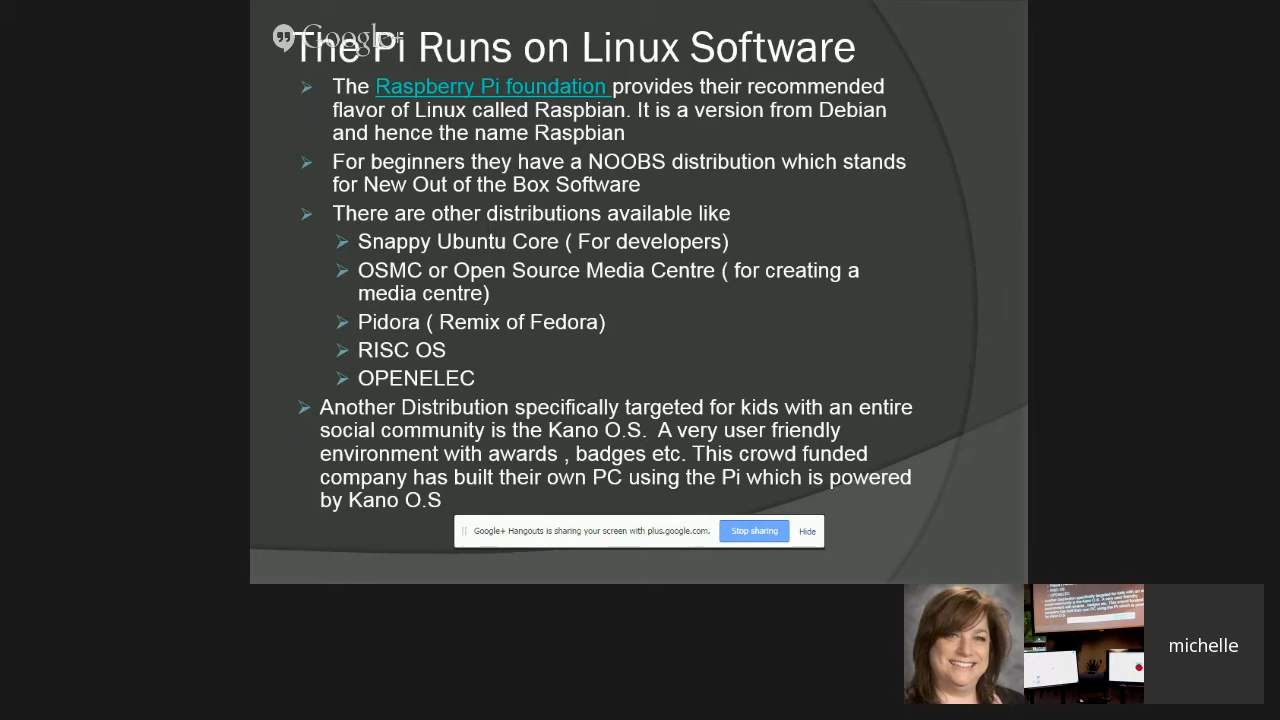 Google+
The Pi Runs on Linux Software
The Raspberry Pi foundation provides their recommended
flavor of Linux called Raspbian. It is a version from Debian
and hence the name Raspbian
For beginners they have a NOOBS distribution which stands
for New Out of the Box Software
There are other distributions available like
Snappy Ubuntu Core ( For developers)
OSMC or Open Source Media Centre ( for creating a
media centre)
Pidora ( Remix of Fedora)
RISC OS
OPENELEC
Another Distribution specifically targeted for kids with an entire
social community is the Kano O.S.  A very user friendly
environment with awards , badges etc. This crowd funded
company has built their own PC using the Pi which is powered
by Kano O.S
Google+ Hangouts is sharing your screen with plus.google.com. Stop sharing Hide
michelle